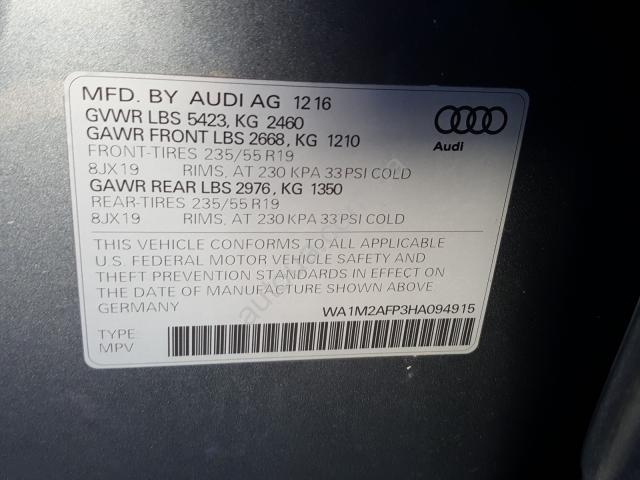 MFD. BY AUDI AG 12 16
GVWR LBS 5423, KG 2460
GAWR FRONT LBS 2668, KG 1210
FRONT-TIRES 235/55 R19
8JX19 RIMS, AT 230 KPA 33 PSI COLD
GAWR REAR LBS 2976, KG 1350
REAR-TIRES 235/55 R19
8JX19 RIMS, AT 230 KPA 33 PSI COLD
Audi
THIS VEHICLE CONFORMS TO ALL APPLICABLE
U.S. FEDERAL MOTOR VEHICLE SAFETY AND
THEFT PREVENTION STANDARDS IN EFFECT ON
THE DATE OF MANUFACTURE SHOWN ABOVE
GERMANY WA1M2AFP3HA094915
TYPE:
MPV